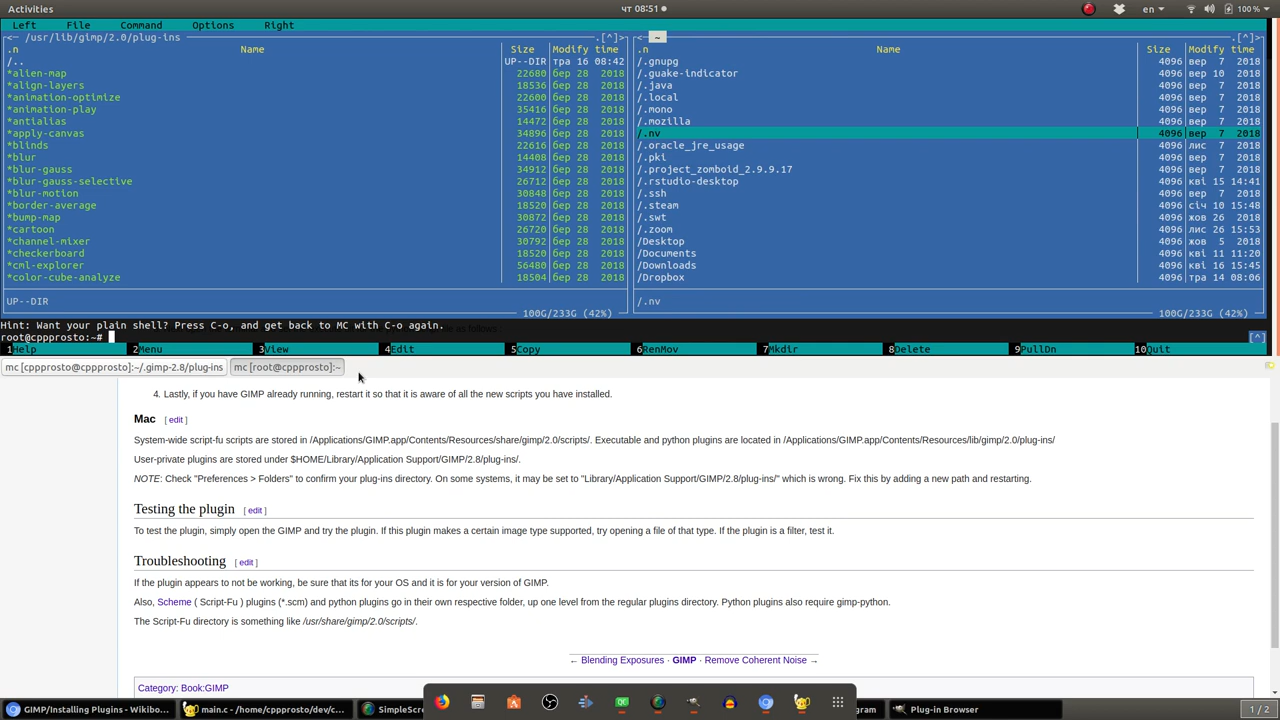 Activities
чт 08:51
en
100 %
Left File Command Options Right
<─ /usr/lib/gimp/2.0/plug-ins .[^]>
.n Name Size Modify time
/.. UP--DIR тра 16 08:42
*alien-map 22680 бер 28 2018
*align-layers 18536 бер 28 2018
*animation-optimize 22600 бер 28 2018
*animation-play 35416 бер 28 2018
*antialias 14472 бер 28 2018
*apply-canvas 34896 бер 28 2018
*blinds 22616 бер 28 2018
*blur 14408 бер 28 2018
*blur-gauss 34912 бер 28 2018
*blur-gauss-selective 26712 бер 28 2018
*blur-motion 30848 бер 28 2018
*border-average 18520 бер 28 2018
*bump-map 30872 бер 28 2018
*cartoon 26720 бер 28 2018
*channel-mixer 30792 бер 28 2018
*checkerboard 18520 бер 28 2018
*cml-explorer 56480 бер 28 2018
*color-cube-analyze 18504 бер 28 2018
UP--DIR
100G/233G (42%)
<─ ~ .[^]>
.n Name Size Modify time
/.gnupg 4096 вер 7 2018
/.guake-indicator 4096 вер 10 2018
/.java 4096 вер 7 2018
/.local 4096 вер 7 2018
/.mono 4096 вер 7 2018
/.mozilla 4096 вер 7 2018
/.nv 4096 вер 7 2018
/.oracle_jre_usage 4096 лис 7 2018
/.pki 4096 вер 7 2018
/.project_zomboid_2.9.9.17 4096 вер 7 2018
/.rstudio-desktop 4096 кві 15 14:41
/.ssh 4096 вер 7 2018
/.steam 4096 січ 10 15:48
/.swt 4096 жов 26 2018
/.zoom 4096 лис 26 15:53
/Desktop 4096 жов 5 2018
/Documents 4096 кві 11 11:20
/Downloads 4096 кві 16 15:45
/Dropbox 4096 тра 14 08:06
/.nv
100G/233G (42%)
Hint: Want your plain shell? Press C-o, and get back to MC with C-o again.
root@cppprosto:~# [^]
1Help 2Menu 3View 4Edit 5Copy 6RenMov 7Mkdir 8Delete 9PullDn 10Quit
mc [cppprosto@cppprosto]:~/.gimp-2.8/plug-ins mc [root@cppprosto]:~
4. Lastly, if you have GIMP already running, restart it so that it is aware of all the new scripts you have installed.
Mac [ edit ]
System-wide script-fu scripts are stored in /Applications/GIMP.app/Contents/Resources/share/gimp/2.0/scripts/. Executable and python plugins are located in /Applications/GIMP.app/Contents/Resources/lib/gimp/2.0/plug-ins/
User-private plugins are stored under $HOME/Library/Application Support/GIMP/2.8/plug-ins/.
NOTE: Check "Preferences > Folders" to confirm your plug-ins directory. On some systems, it may be set to "Library/Application Support/GIMP/2.8/plug-ins/" which is wrong. Fix this by adding a new path and restarting.
Testing the plugin [ edit ]
To test the plugin, simply open the GIMP and try the plugin. If this plugin makes a certain image type supported, try opening a file of that type. If the plugin is a filter, test it.
Troubleshooting [ edit ]
If the plugin appears to not be working, be sure that its for your OS and it is for your version of GIMP.
Also, Scheme ( Script-Fu ) plugins (*.scm) and python plugins go in their own respective folder, up one level from the regular plugins directory. Python plugins also require gimp-python.
The Script-Fu directory is something like /usr/share/gimp/2.0/scripts/.
← Blending Exposures · GIMP · Remove Coherent Noise →
Category: Book:GIMP
GIMP/Installing Plugins - Wikibo... main.c - /home/cppprosto/dev/c... SimpleScre gram Plug-in Browser 1 / 2